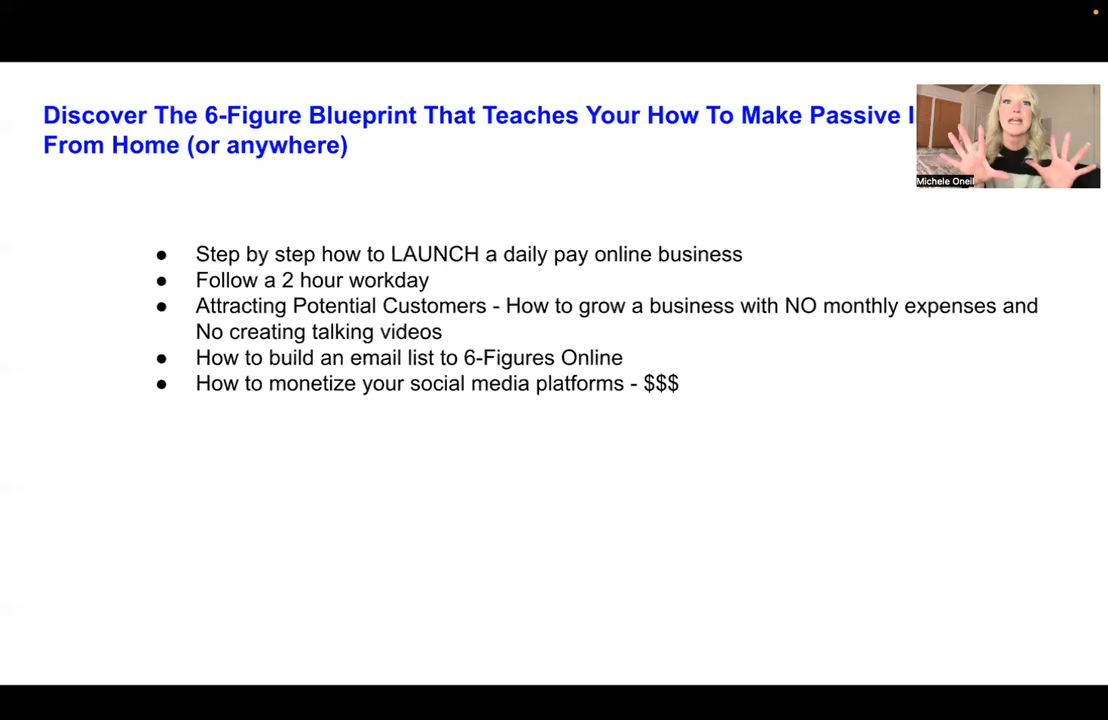 Discover The 6-Figure Blueprint That Teaches Your How To Make Passive
From Home (or anywhere)
Michele Oneil
● Step by step how to LAUNCH a daily pay online business
● Follow a 2 hour workday
● Attracting Potential Customers - How to grow a business with NO monthly expenses and
No creating talking videos
● How to build an email list to 6-Figures Online
● How to monetize your social media platforms - $$$